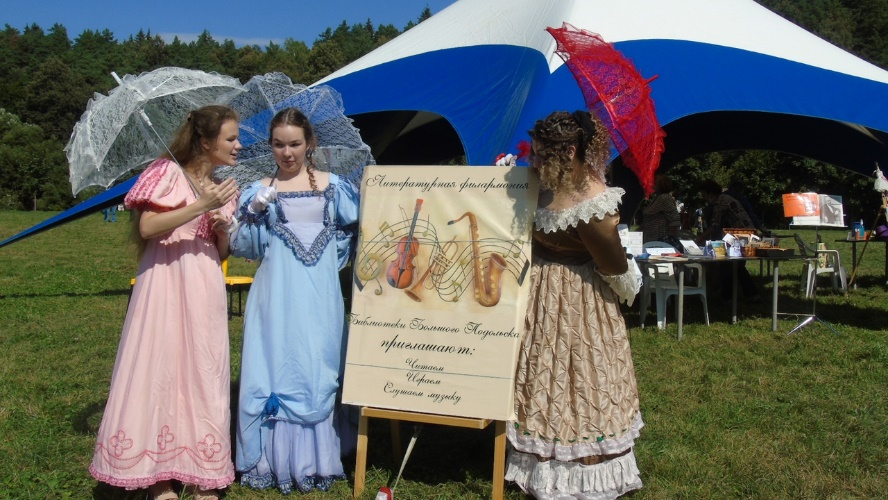 Литературная филармония
Библиотеки Большого Подольска
приглашают:
Читаем
Играем
Слушаем музыку